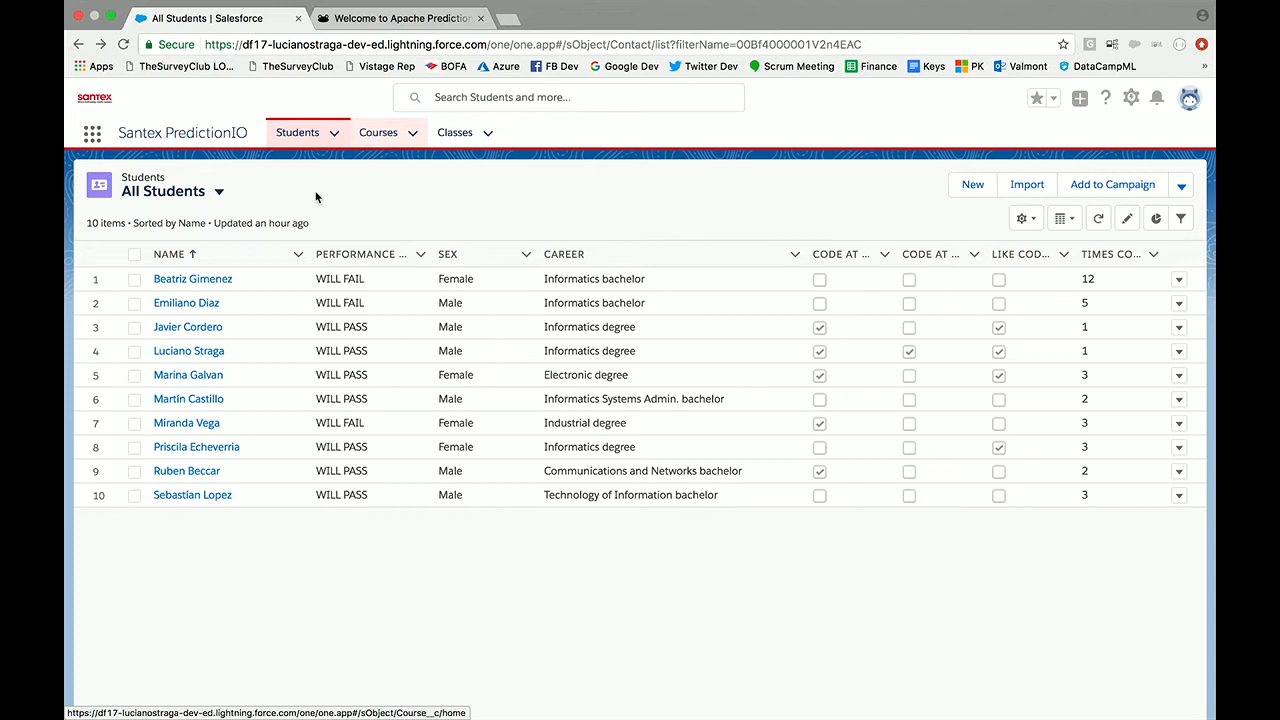 All Students | Salesforce
Welcome to Apache Prediction
Secure https://df17-lucianostraga-dev-ed.lightning.force.com/one/one.app#/sObject/Contact/list?filterName=00Bf4000001V2n4EAC
Apps TheSurveyClub LO... TheSurveyClub Vistage Rep BOFA Azure FB Dev Google Dev Twitter Dev Scrum Meeting Finance Keys PK Valmont DataCampML »
santex
Search Students and more...
Santex PredictionIO Students Courses Classes
Students
All Students
New Import Add to Campaign
10 items • Sorted by Name • Updated an hour ago
NAME PERFORMANCE ... SEX CAREER CODE AT ... CODE AT ... LIKE COD... TIMES CO...
1 Beatriz Gimenez WILL FAIL Female Informatics bachelor 12
2 Emiliano Diaz WILL FAIL Male Informatics bachelor 5
3 Javier Cordero WILL PASS Male Informatics degree 1
4 Luciano Straga WILL PASS Male Informatics degree 1
5 Marina Galvan WILL PASS Female Electronic degree 3
6 Martín Castillo WILL PASS Male Informatics Systems Admin. bachelor 2
7 Miranda Vega WILL FAIL Female Industrial degree 3
8 Priscila Echeverria WILL PASS Female Informatics degree 3
9 Ruben Beccar WILL PASS Male Communications and Networks bachelor 2
10 Sebastian Lopez WILL PASS Male Technology of Information bachelor 3
https://df17-lucianostraga-dev-ed.lightning.force.com/one/one.app#/sObject/Course__c/home